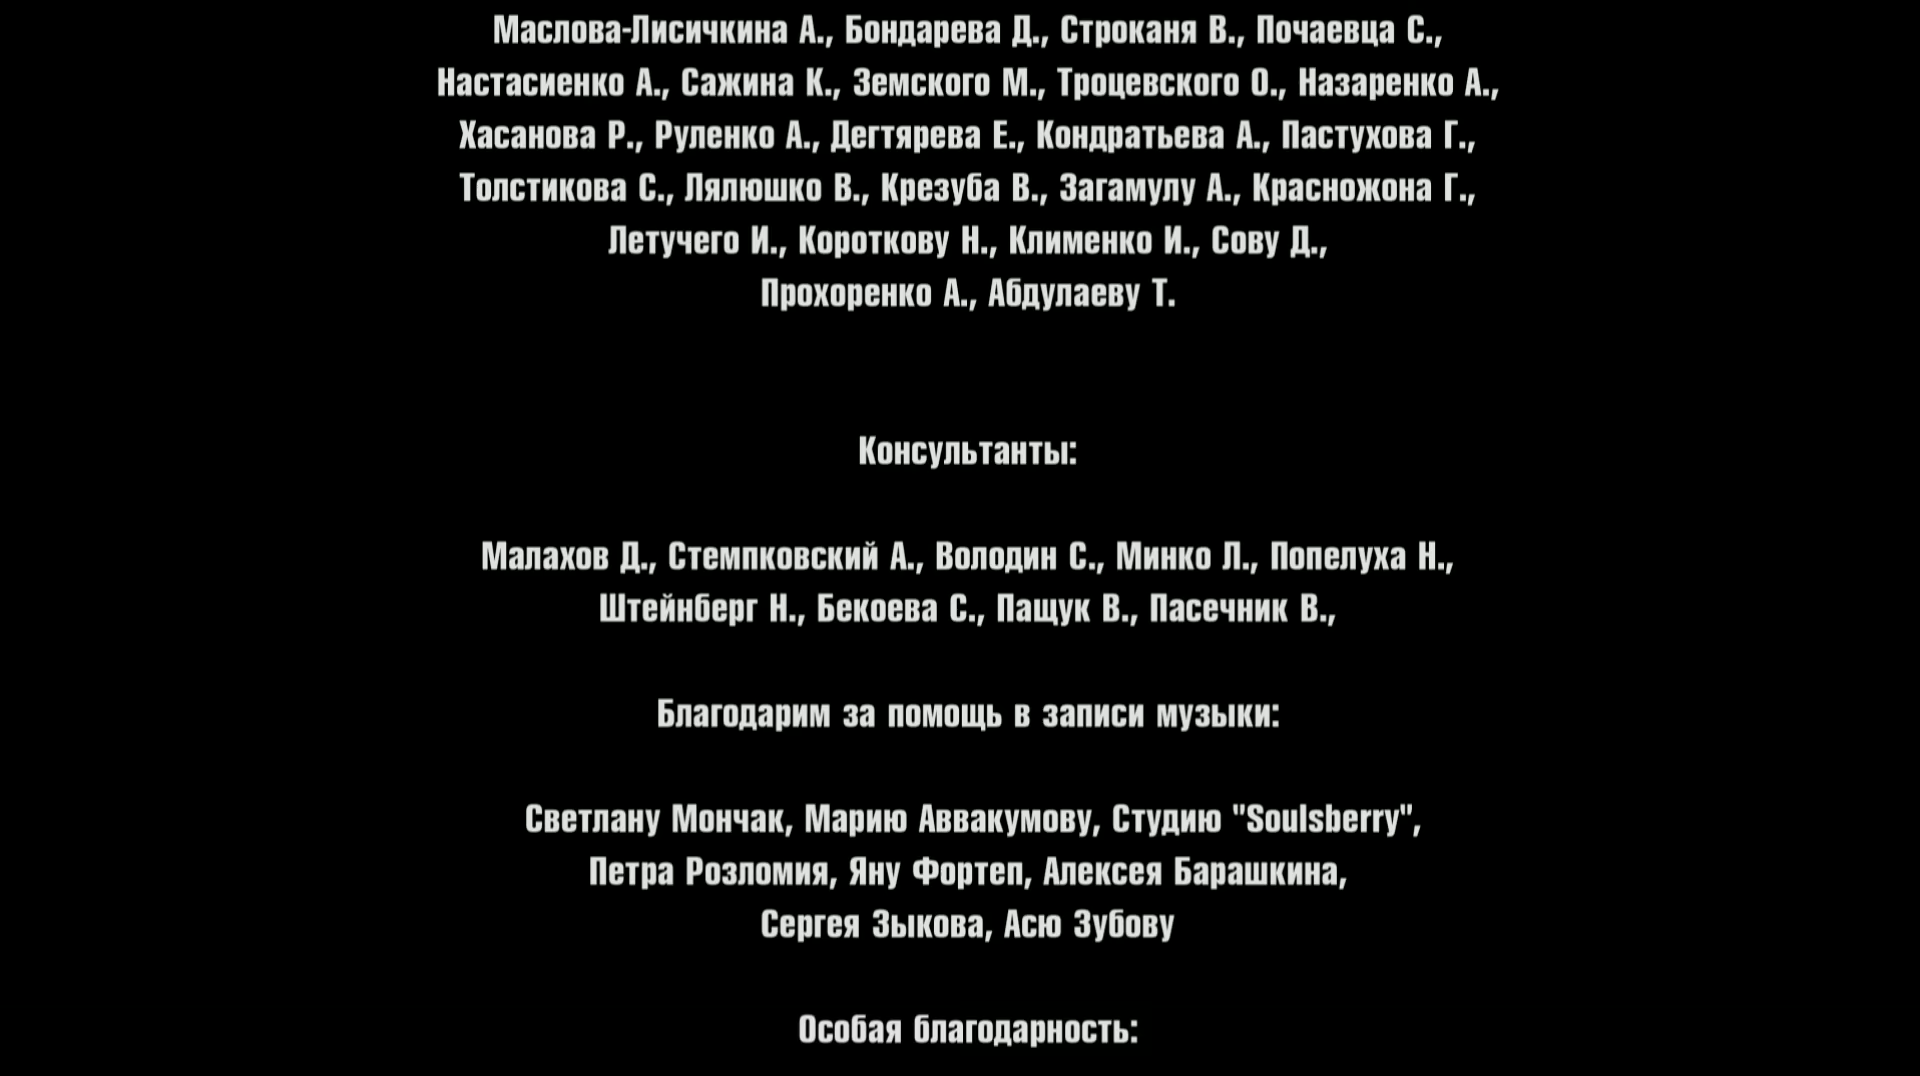 Маслова-Лисичкина А., Бондарева Д., Строканя В., Почаевца С.,
Настасиенко А., Сажина К., Земского М., Троцевского О., Назаренко А.,
Хасанова Р., Руленко А., Дегтярева Е., Кондратьева А., Пастухова Г.,
Толстикова С., Лялюшко В., Крезуба В., Загамулу А., Красножона Г.,
Летучего И., Короткову Н., Клименко И., Сову Д.,
Прохоренко А., Абдулаеву Т.
Консультанты:
Малахов Д., Стемпковский А., Володин С., Минко Л., Попелуха Н.,
Штейнберг Н., Бекоева С., Пащук В., Пасечник В.,
Благодарим за помощь в записи музыки:
Светлану Мончак, Марию Аввакумову, Студию "Soulsberry",
Петра Розломия, Яну Фортеп, Алексея Барашкина,
Сергея Зыкова, Асю Зубову
Особая благодарность: